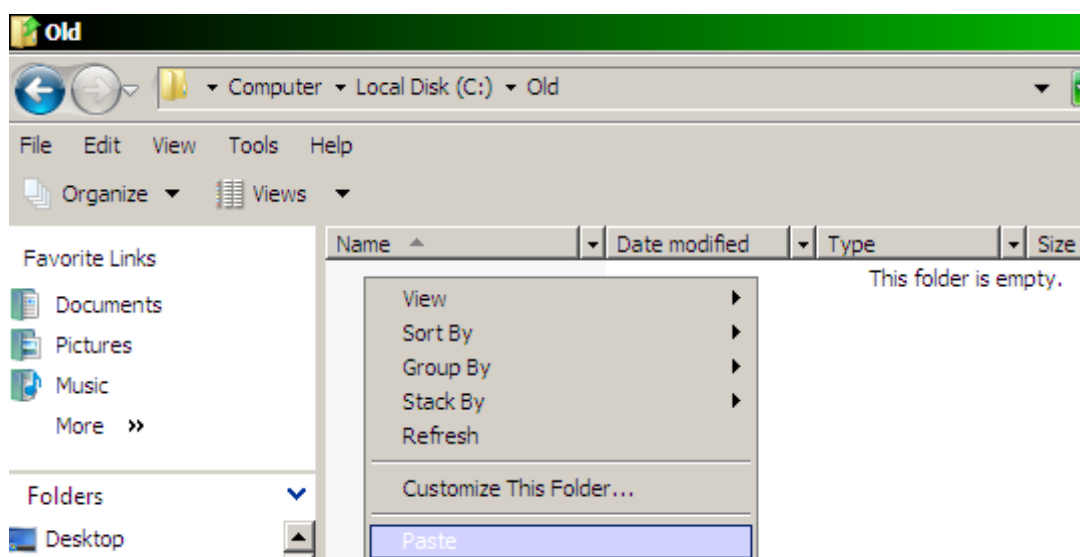 Old
Computer Local Disk (C:) Old
File Edit View Tools Help
Organize Views
Favorite Links
Documents
Pictures
Music
More »
Folders
Desktop
Name Date modified Type Size
This folder is empty.
View
Sort By
Group By
Stack By
Refresh
Customize This Folder...
Paste